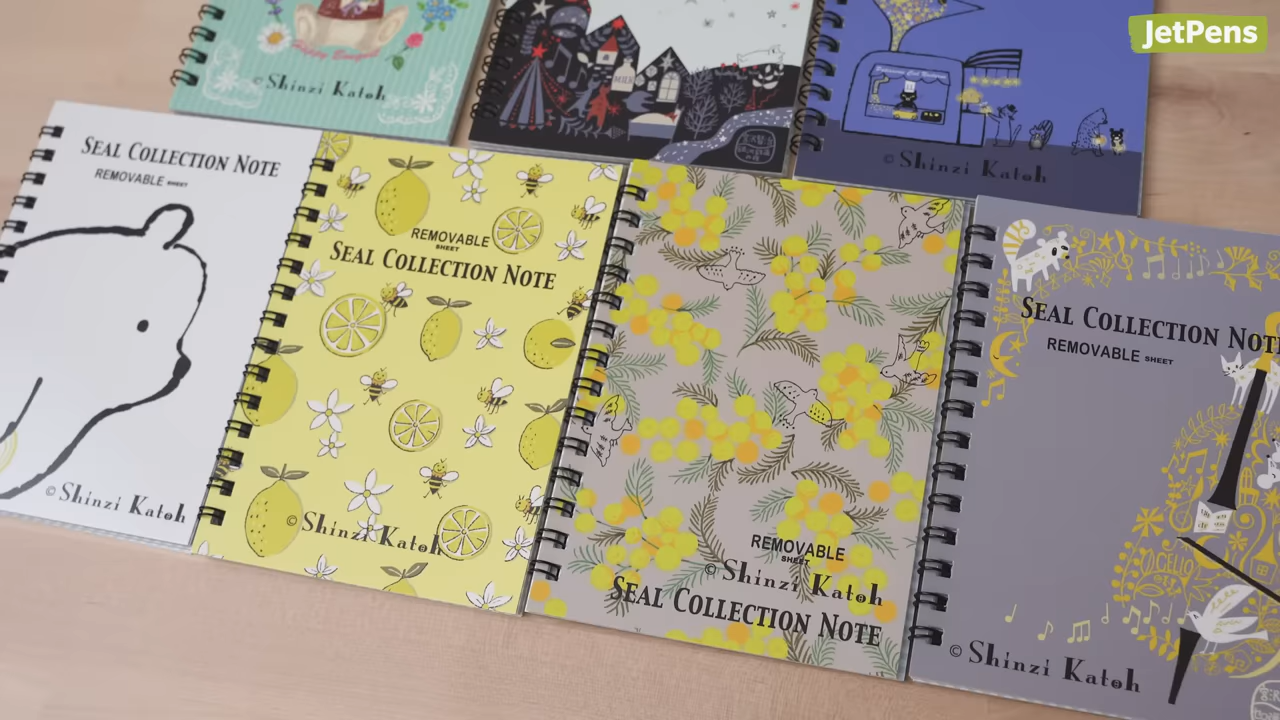 JetPens
© Shinzi Katoh
MILK
© Shinzi Katoh
SEAL COLLECTION NOTE
REMOVABLE SHEET
© Shinzi Katoh
REMOVABLE
SHEET
SEAL COLLECTION NOTE
© Shinzi Katoh
REMOVABLE
SHEET
© Shinzi Katoh
SEAL COLLECTION NOTE
SEAL COLLECTION NOTE
REMOVABLE SHEET
CELLO
© Shinzi Katoh